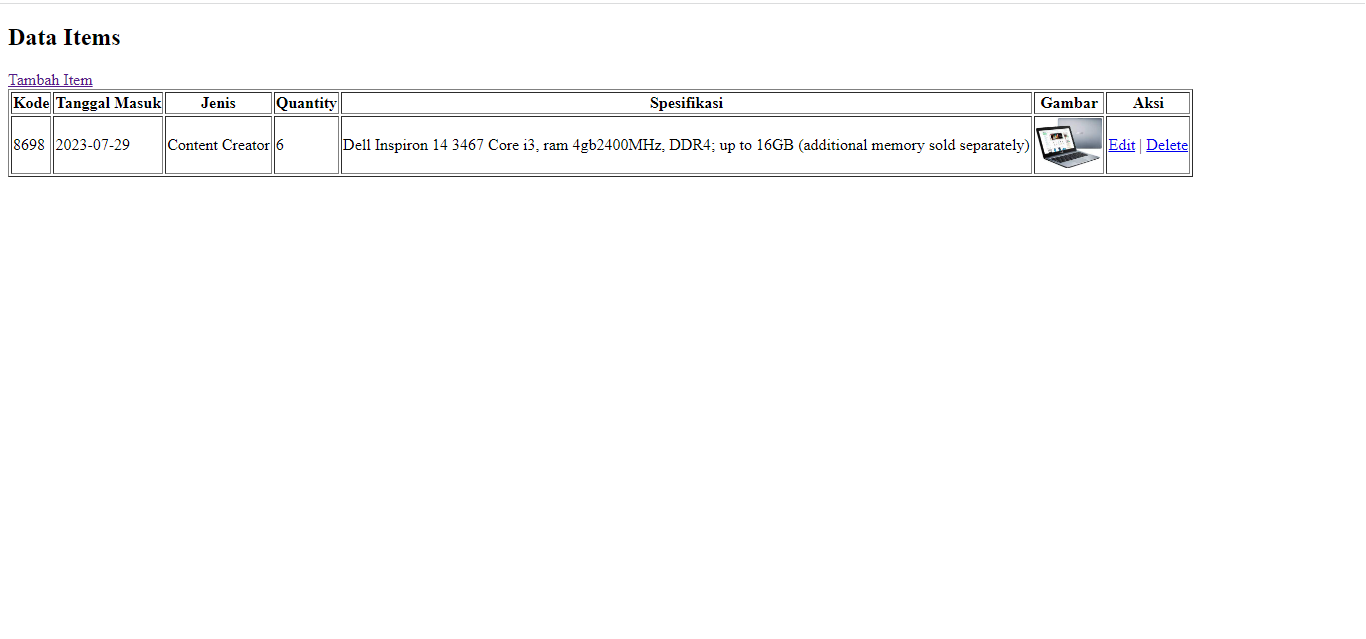 Data Items
Tambah Item
Kode Tanggal Masuk Jenis Quantity Spesifikasi Gambar Aksi
8698 2023-07-29 Content Creator 6 Dell Inspiron 14 3467 Core i3, ram 4gb2400MHz, DDR4; up to 16GB (additional memory sold separately) Edit | Delete